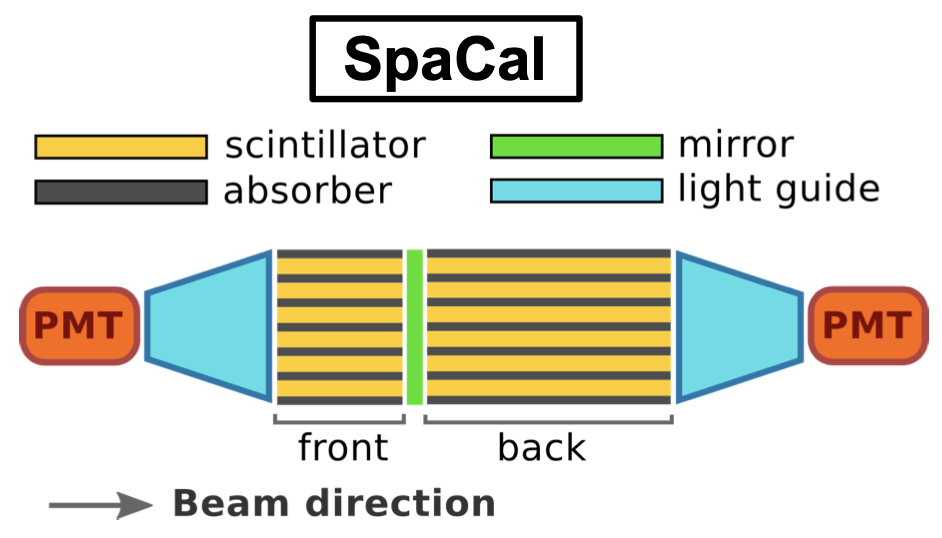 SpaCal
scintillator
mirror
absorber
light guide
PMT
PMT
front
back
Beam direction